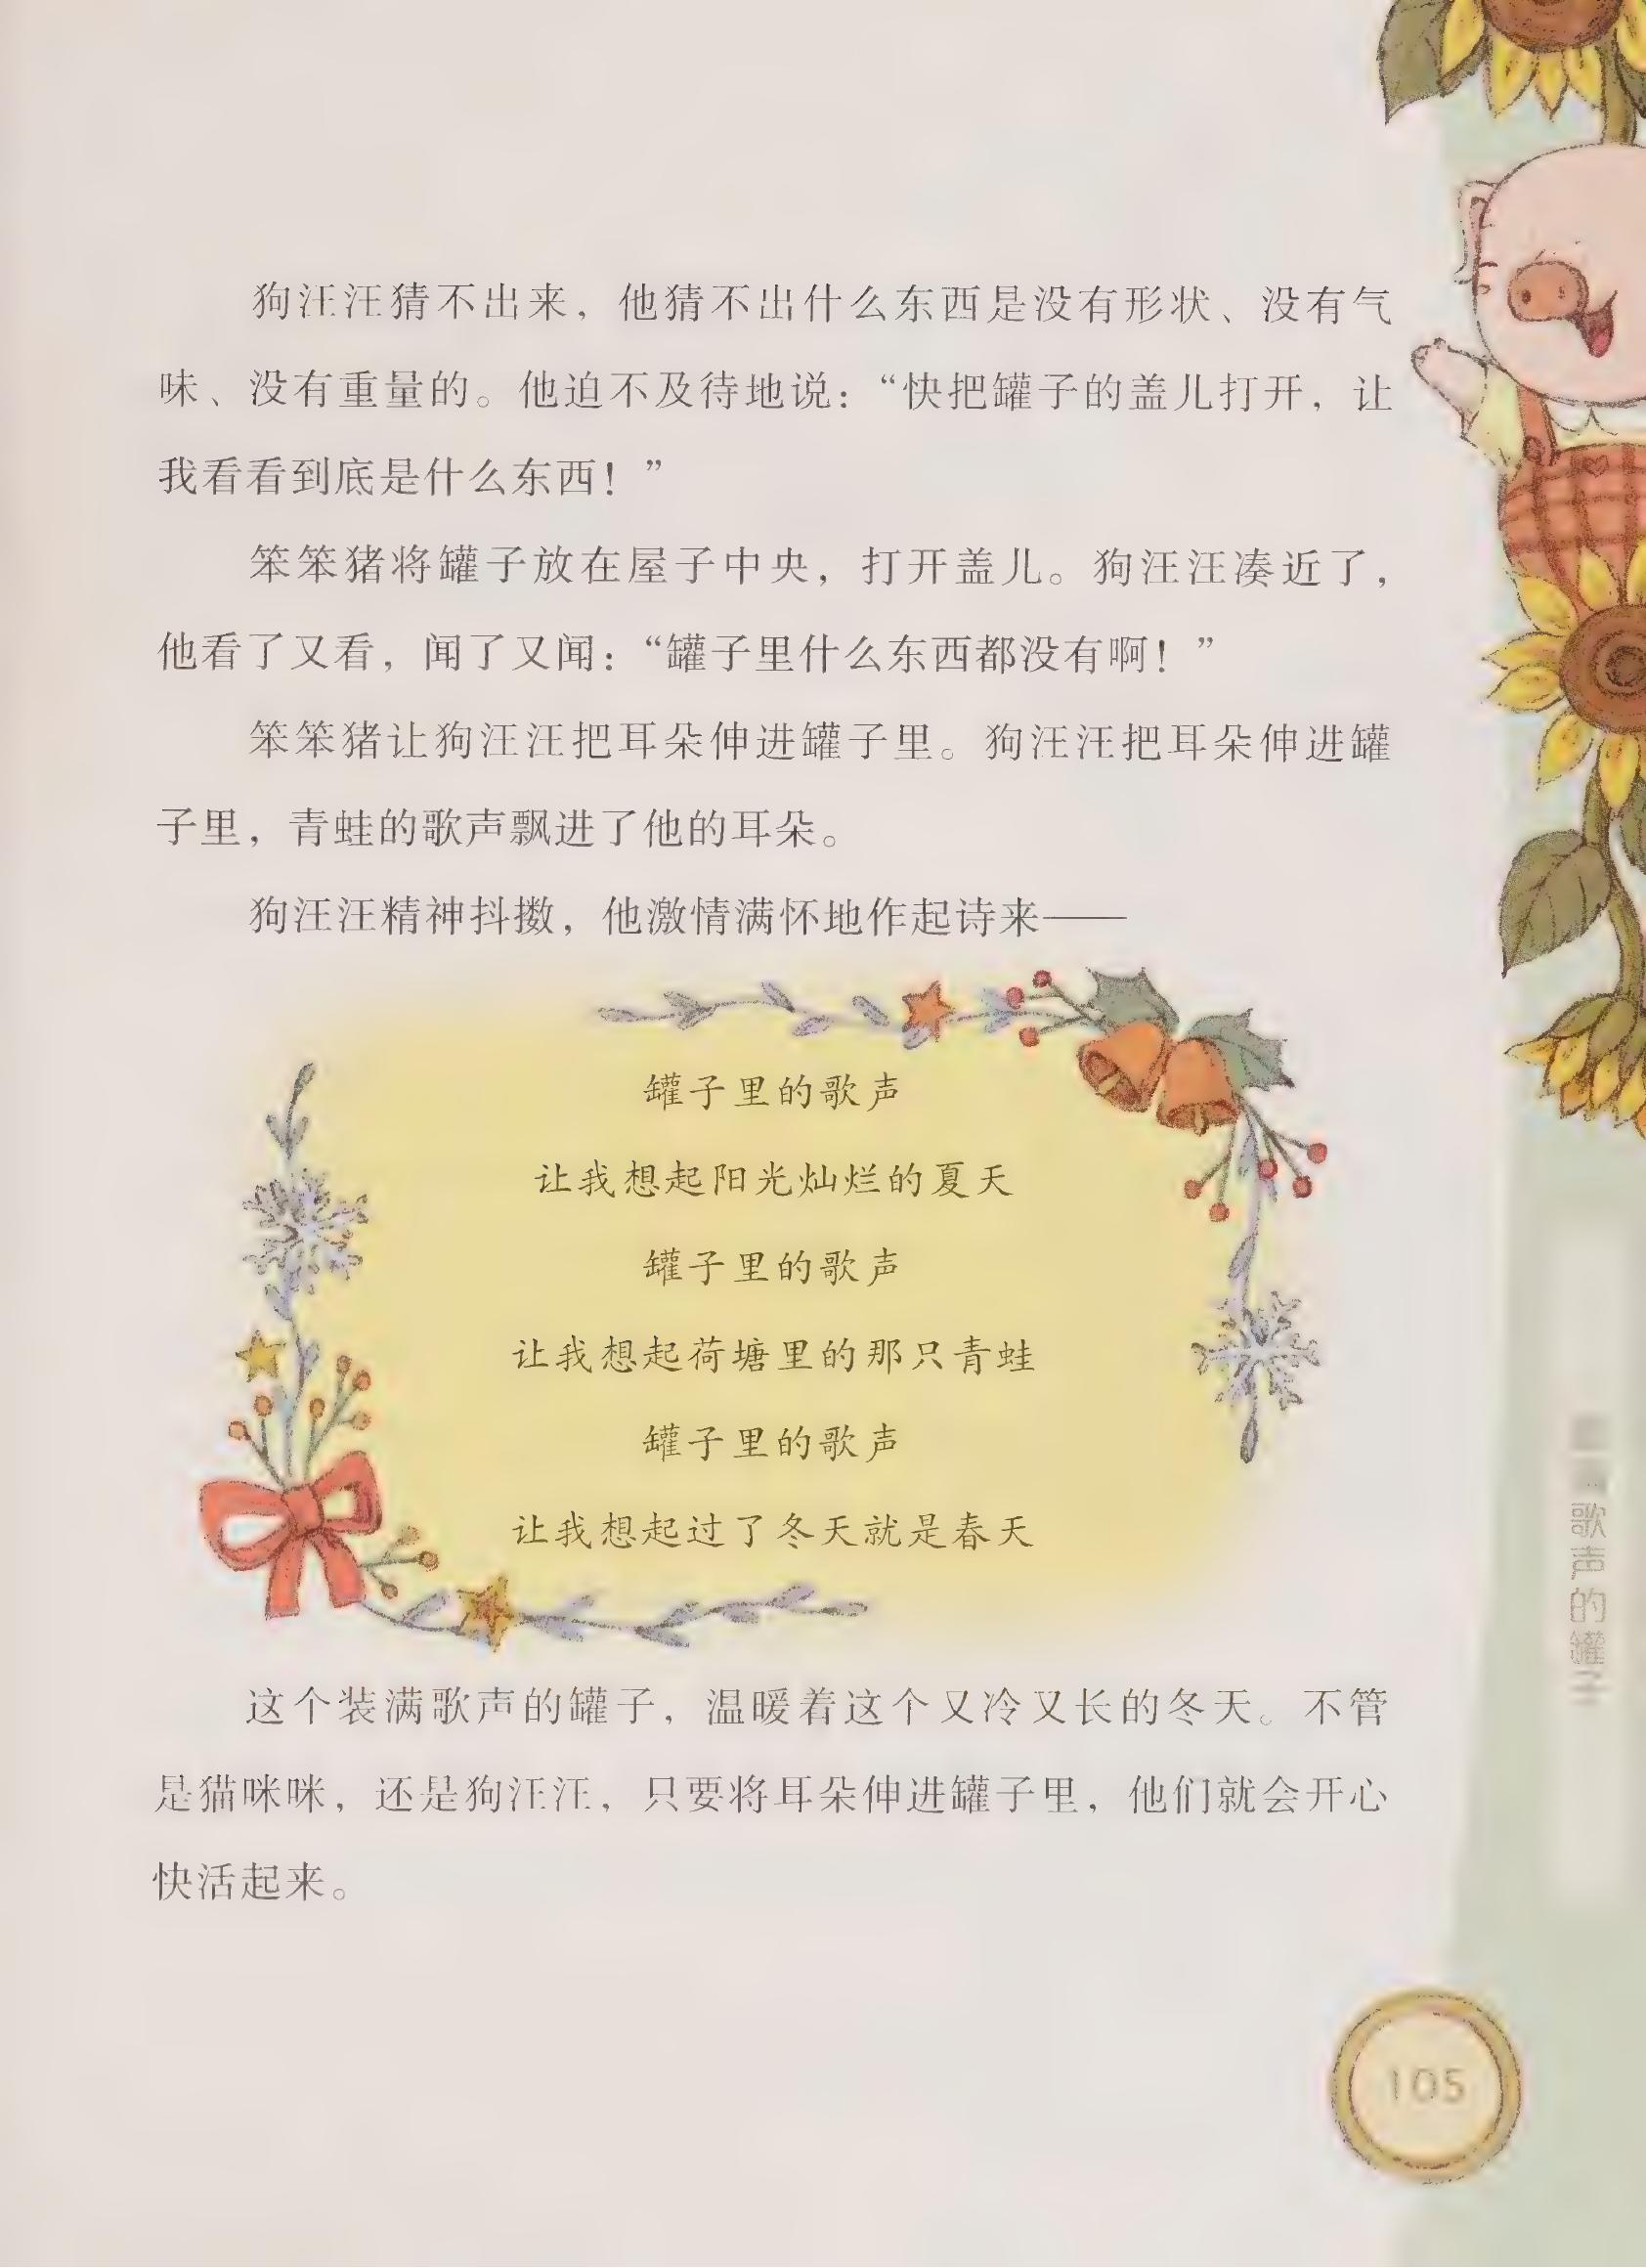 狗汪汪猜不出来，他猜不出什么东西是没有形状、没有气
味、没有重量的。他迫不及待地说：“快把罐子的盖儿打开，让
我看看到底是什么东西！”
笨笨猪将罐子放在屋子中央，打开盖儿。狗汪汪凑近了，
他看了又看，闻了又闻：“罐子里什么东西都没有啊！”
笨笨猪让狗汪汪把耳朵伸进罐子里。狗汪汪把耳朵伸进罐
子里，青蛙的歌声飘进了他的耳朵。
狗汪汪精神抖擞，他激情满怀地作起诗来——
罐子里的歌声
让我想起阳光灿烂的夏天
罐子里的歌声
让我想起荷塘里的那只青蛙
罐子里的歌声
让我想起过了冬天就是春天
这个装满歌声的罐子，温暖着这个又冷又长的冬天。不管
是猫咪咪，还是狗汪汪，只要将耳朵伸进罐子里，他们就会开心
快活起来。
歌声的罐子
105